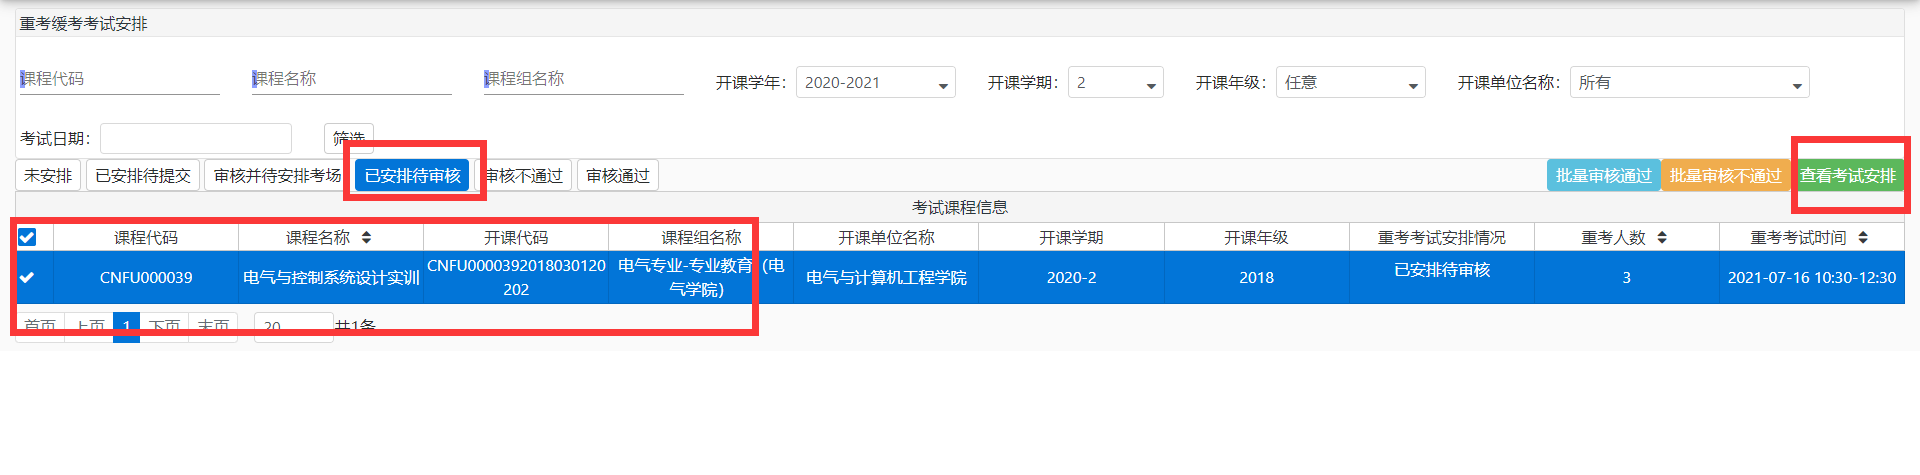 重考缓考考试安排
课程代码 课程名称 课程组名称 开课学年： 2020-2021 开课学期： 2 开课年级： 任意 开课单位名称： 所有
考试日期： 筛选
未安排 已安排待提交 审核并待安排考场 已安排待审核 审核不通过 审核通过 批量审核通过 批量审核不通过 查看考试安排
考试课程信息
课程代码 课程名称 开课代码 课程组名称 开课单位名称 开课学期 开课年级 重考考试安排情况 重考人数 重考考试时间
CNFU000039 电气与控制系统设计实训 CNFU0000392018030120 电气专业-专业教育（电 电气与计算机工程学院 2020-2 2018 已安排待审核 3 2021-07-16 10:30-12:30
202 气学院）
首页 上页 1 下页 末页 20 共1条